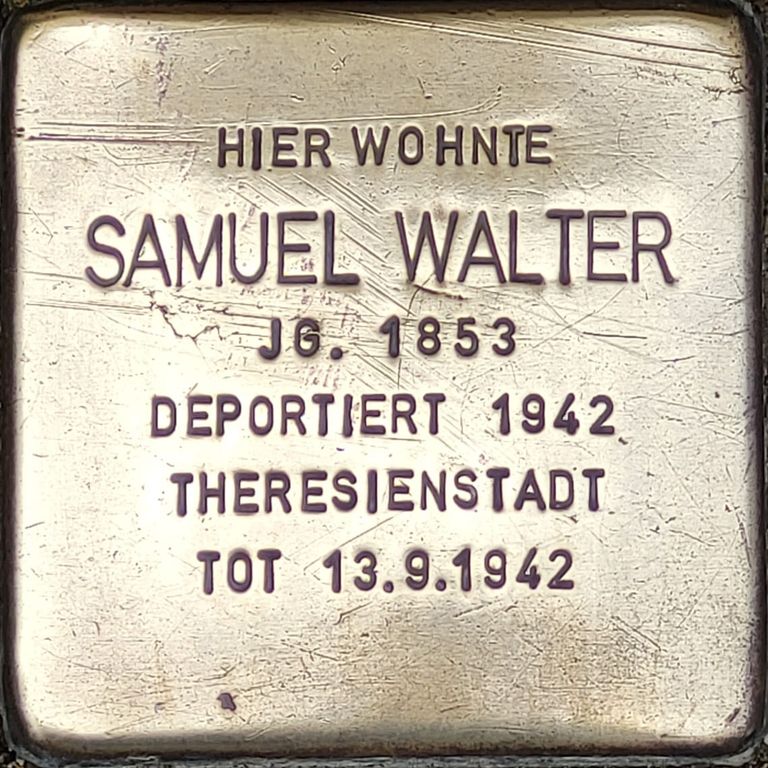 HIER WOHNTE
SAMUEL WALTER
JG. 1853
DEPORTIERT 1942
THERESIENSTADT
TOT 13.9.1942